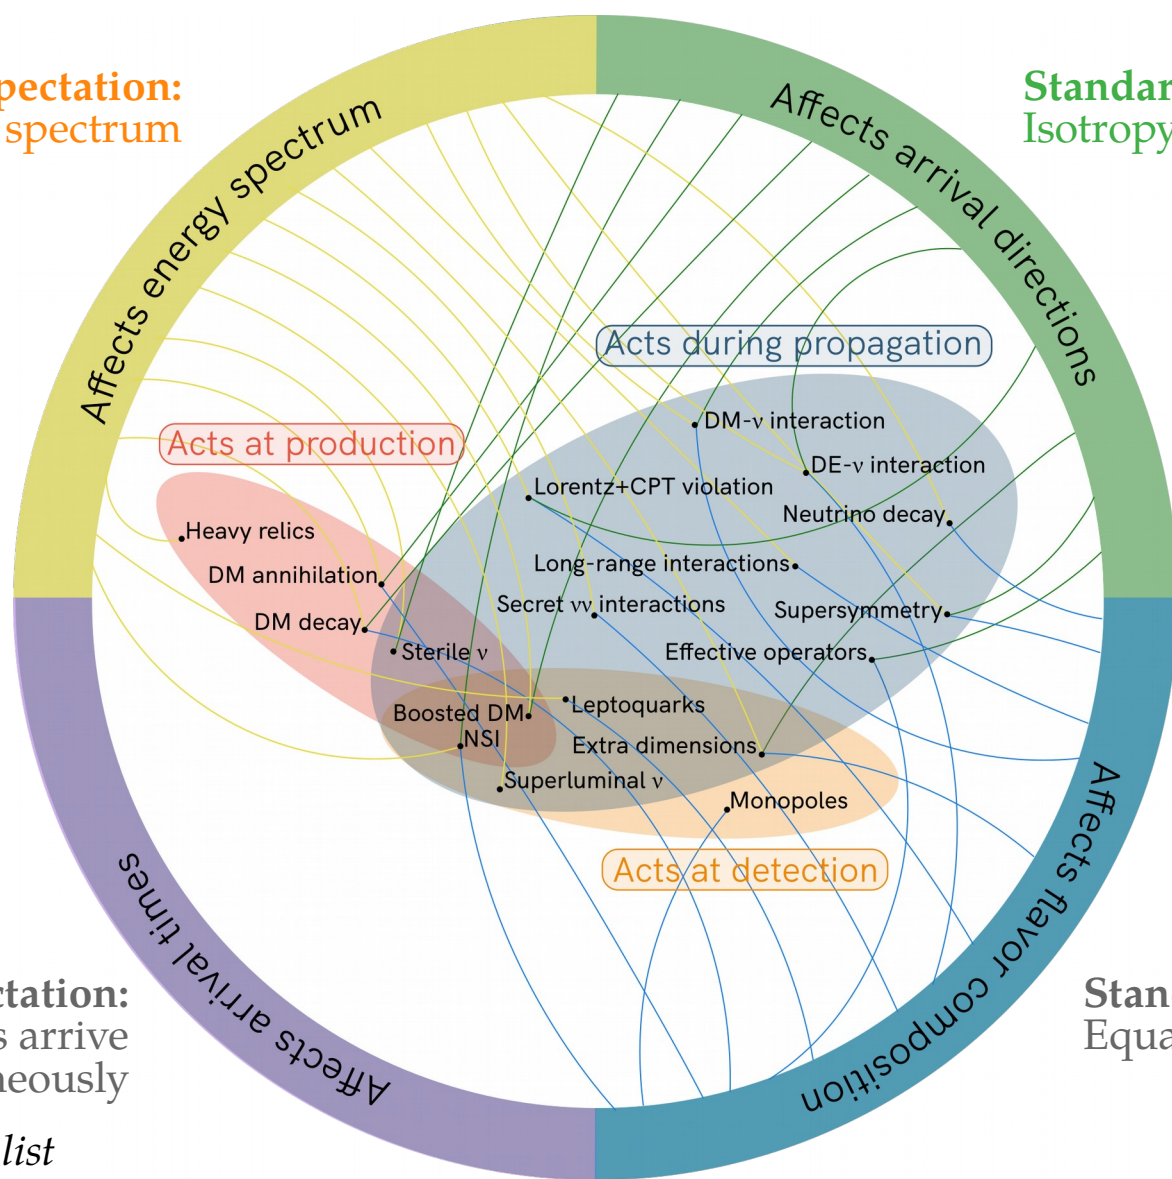 pectation:
spectrum
Standar
Isotropy
Affects energy spectrum
Affects arrival directions
Acts during propagation
DM-ν interaction
Acts at production
DE-ν interaction
Lorentz+CPT violation
Neutrino decay
Heavy relics
Long-range interactions
DM annihilation
Secret νν interactions
Supersymmetry
DM decay
Sterile ν
Effective operators
Leptoquarks
Boosted DM
NSI
Extra dimensions
Superluminal ν
Monopoles
Acts at detection
Affects arrival times
Affects flavor composition
ctation:
s arrive
neously
Stan
Equa
list